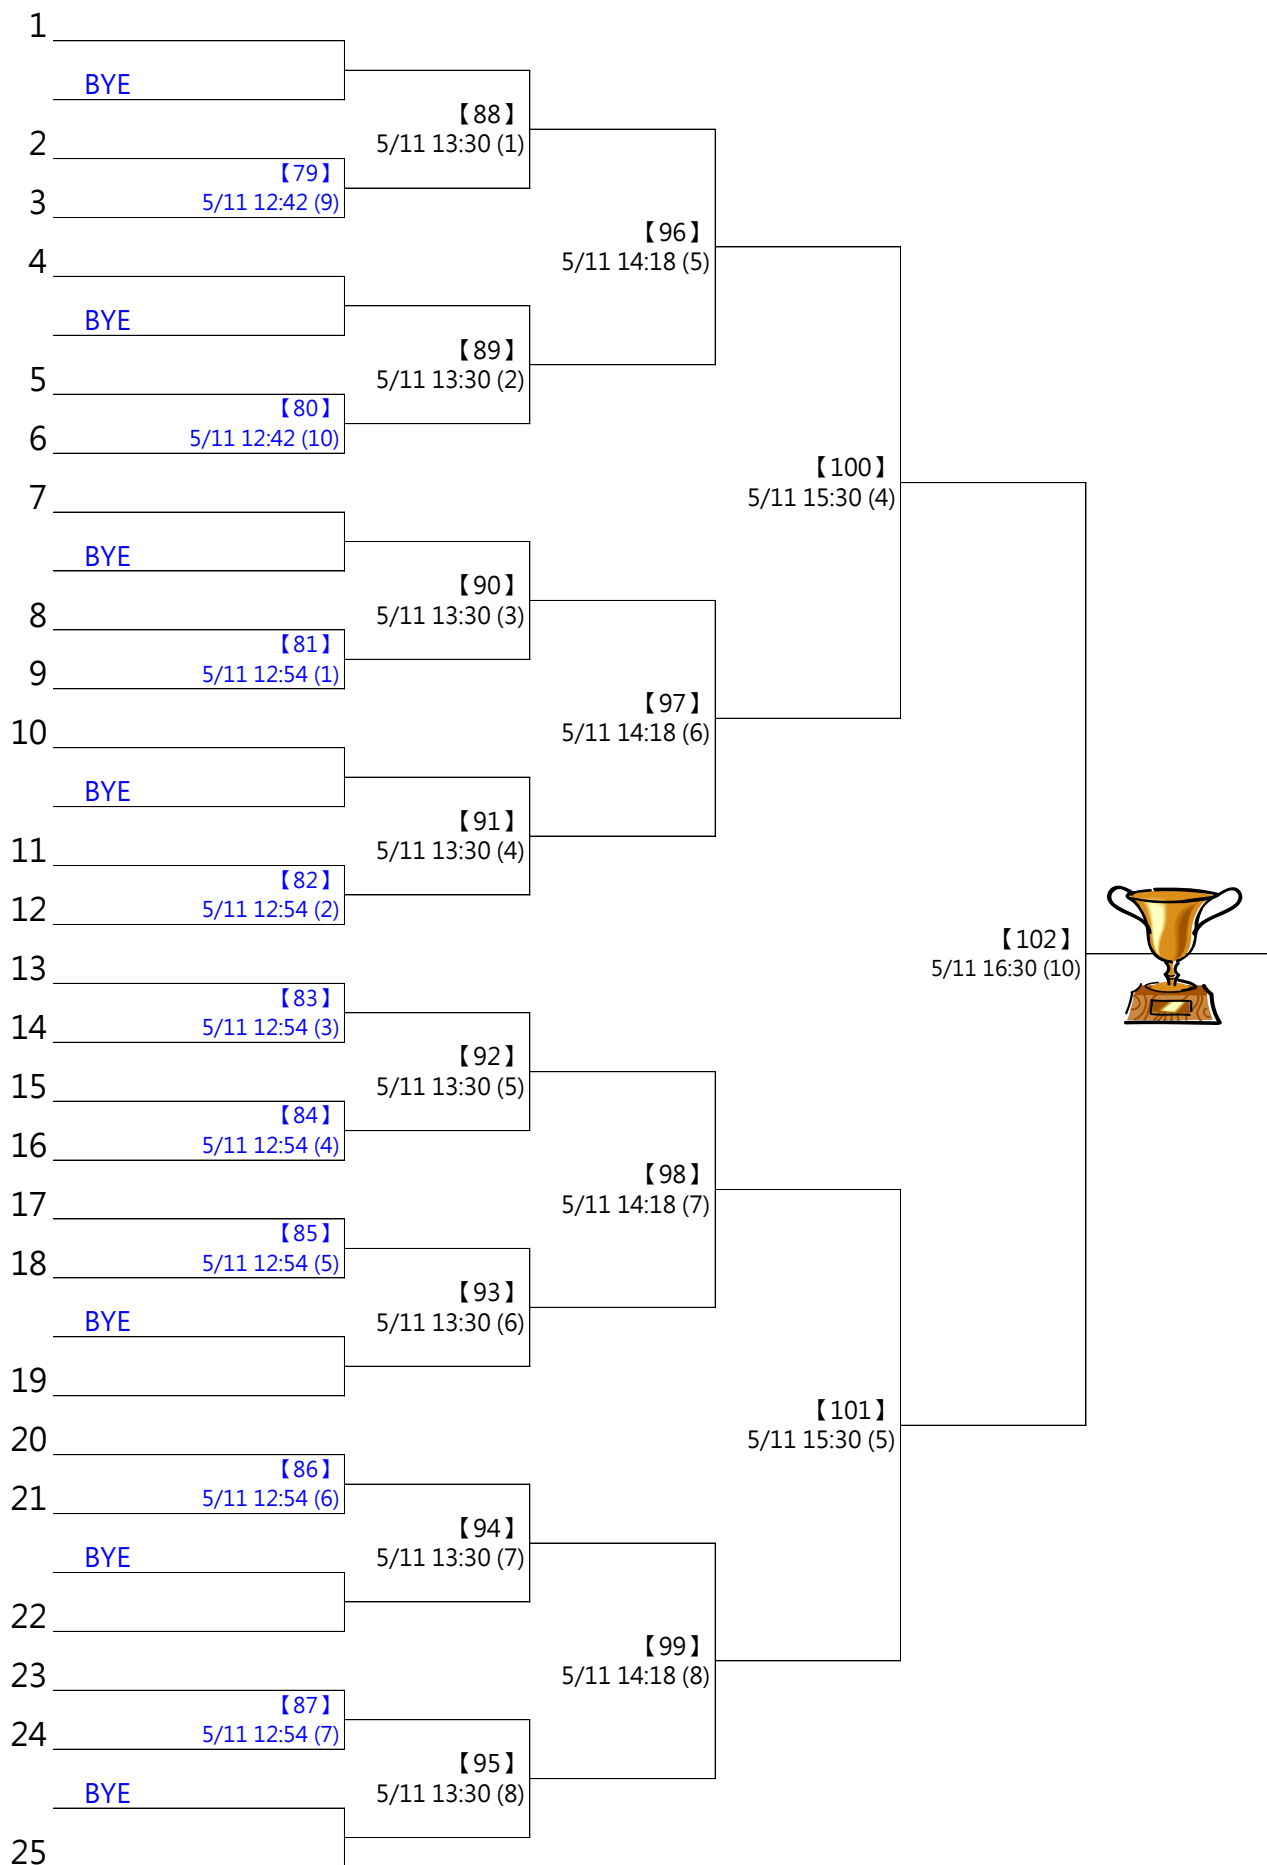 1
BYE
【88】
5/11 13:30 (1)
2
【79】
3
5/11 12:42 (9)
【96】
5/11 14:18 (5)
4
BYE
【89】
5/11 13:30 (2)
5
【80】
6
5/11 12:42 (10)
【100】
5/11 15:30 (4)
7
BYE
【90】
5/11 13:30 (3)
8
【81】
9
5/11 12:54 (1)
【97】
5/11 14:18 (6)
10
BYE
【91】
5/11 13:30 (4)
11
【82】
12
5/11 12:54 (2)
【102】
5/11 16:30 (10)
13
【83】
14
5/11 12:54 (3)
【92】
5/11 13:30 (5)
15
【84】
16
5/11 12:54 (4)
【98】
5/11 14:18 (7)
17
【85】
18
5/11 12:54 (5)
【93】
5/11 13:30 (6)
BYE
19
【101】
5/11 15:30 (5)
20
【86】
21
5/11 12:54 (6)
【94】
5/11 13:30 (7)
BYE
22
【99】
5/11 14:18 (8)
23
【87】
24
5/11 12:54 (7)
【95】
5/11 13:30 (8)
BYE
25